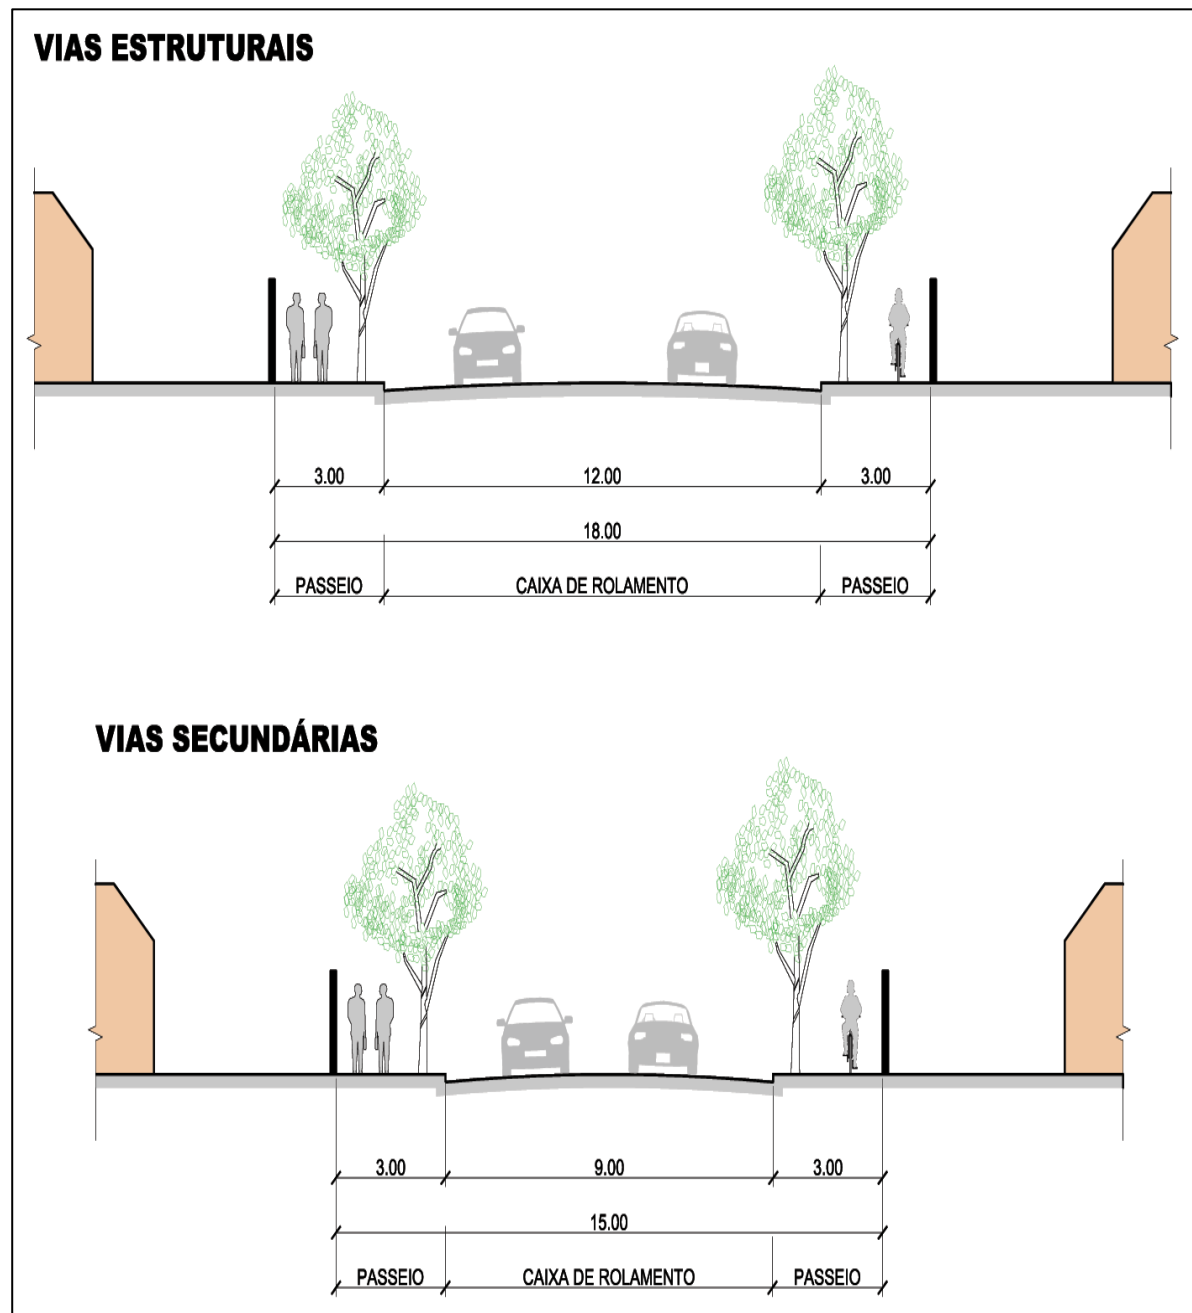 VIAS ESTRUTURAIS
3.00 12.00 3.00
18.00
PASSEIO CAIXA DE ROLAMENTO PASSEIO
VIAS SECUNDÁRIAS
3.00 9.00 3.00
15.00
PASSEIO CAIXA DE ROLAMENTO PASSEIO